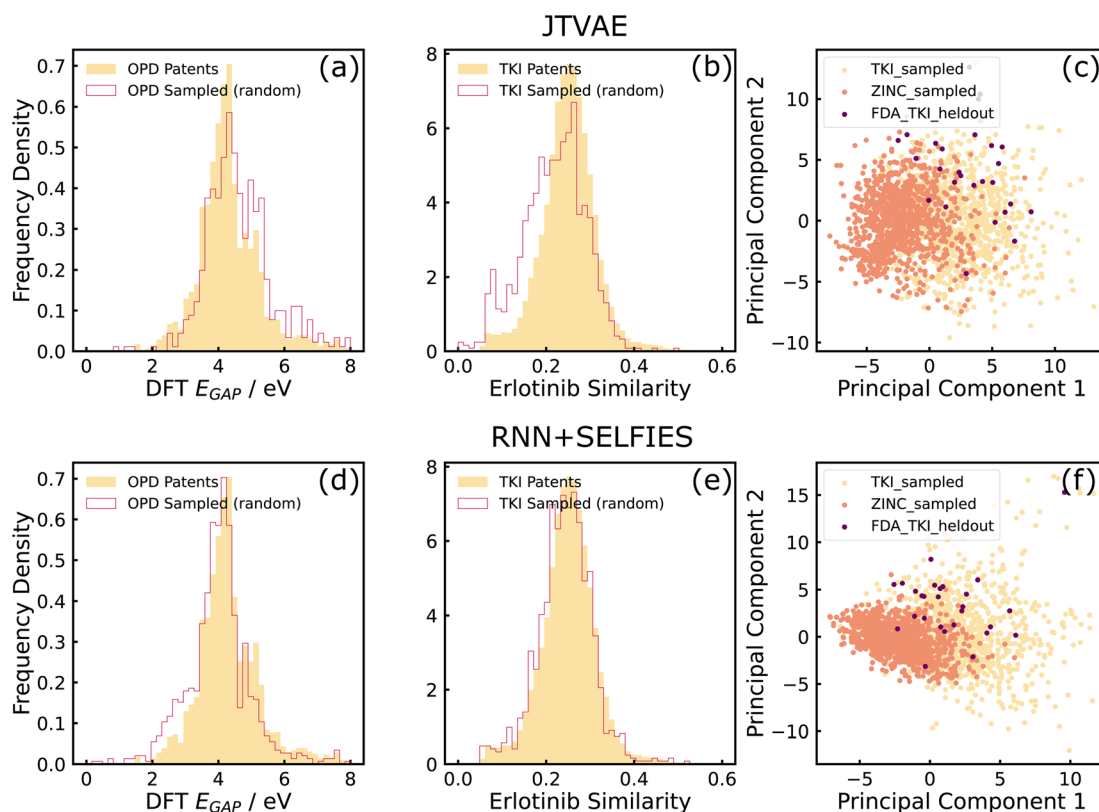 JTVAE
(a)
OPD Patents
OPD Sampled (random)
Frequency Density
0.7
0.6
0.5
0.4
0.3
0.2
0.1
0.0
0 2 4 6 8
DFT E_GAP / eV
(b)
TKI Patents
TKI Sampled (random)
8
6
4
2
0
0.0 0.2 0.4 0.6
Erlotinib Similarity
(c)
TKI_sampled
ZINC_sampled
FDA_TKI_heldout
Principal Component 2
10
5
0
−5
−10
−5 0 5 10
Principal Component 1
RNN+SELFIES
(d)
OPD Patents
OPD Sampled (random)
Frequency Density
0.7
0.6
0.5
0.4
0.3
0.2
0.1
0.0
0 2 4 6 8
DFT E_GAP / eV
(e)
TKI Patents
TKI Sampled (random)
8
6
4
2
0
0.0 0.2 0.4 0.6
Erlotinib Similarity
(f)
TKI_sampled
ZINC_sampled
FDA_TKI_heldout
Principal Component 2
15
10
5
0
−5
−10
−5 0 5 10
Principal Component 1